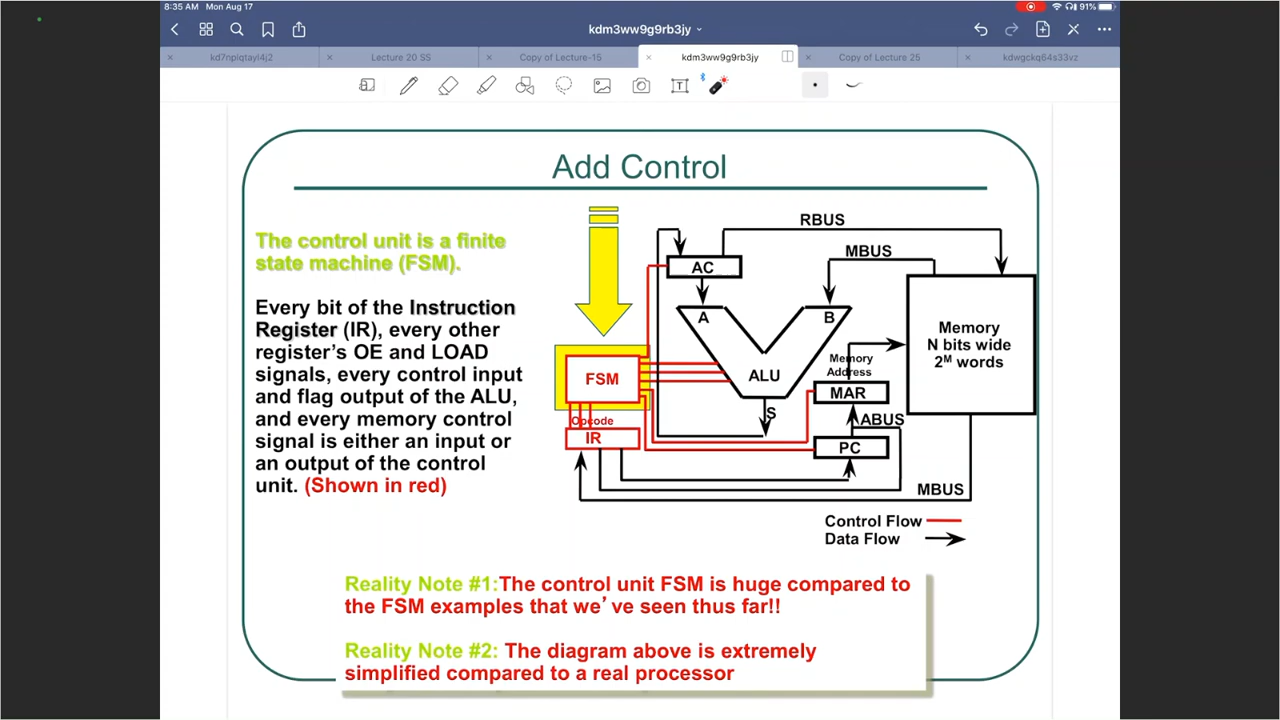 8:35 AM Mon Aug 17
91%
kdm3ww9g9rb3jy
kd7nplqtayl4j2
Lecture 20 SS
Copy of Lecture-15
kdm3ww9g9rb3jy
Copy of Lecture 25
kdwgckq64s33vz
Add Control
The control unit is a finite
state machine (FSM).
Every bit of the Instruction
Register (IR), every other
register's OE and LOAD
signals, every control input
and flag output of the ALU,
and every memory control
signal is either an input or
an output of the control
unit. (Shown in red)
RBUS
MBUS
AC
A
B
Memory
N bits wide
2ᴹ words
Memory
Address
FSM
ALU
MAR
S
ABUS
Opcode
IR
PC
MBUS
Control Flow
Data Flow
Reality Note #1:The control unit FSM is huge compared to
the FSM examples that we've seen thus far!!
Reality Note #2: The diagram above is extremely
simplified compared to a real processor